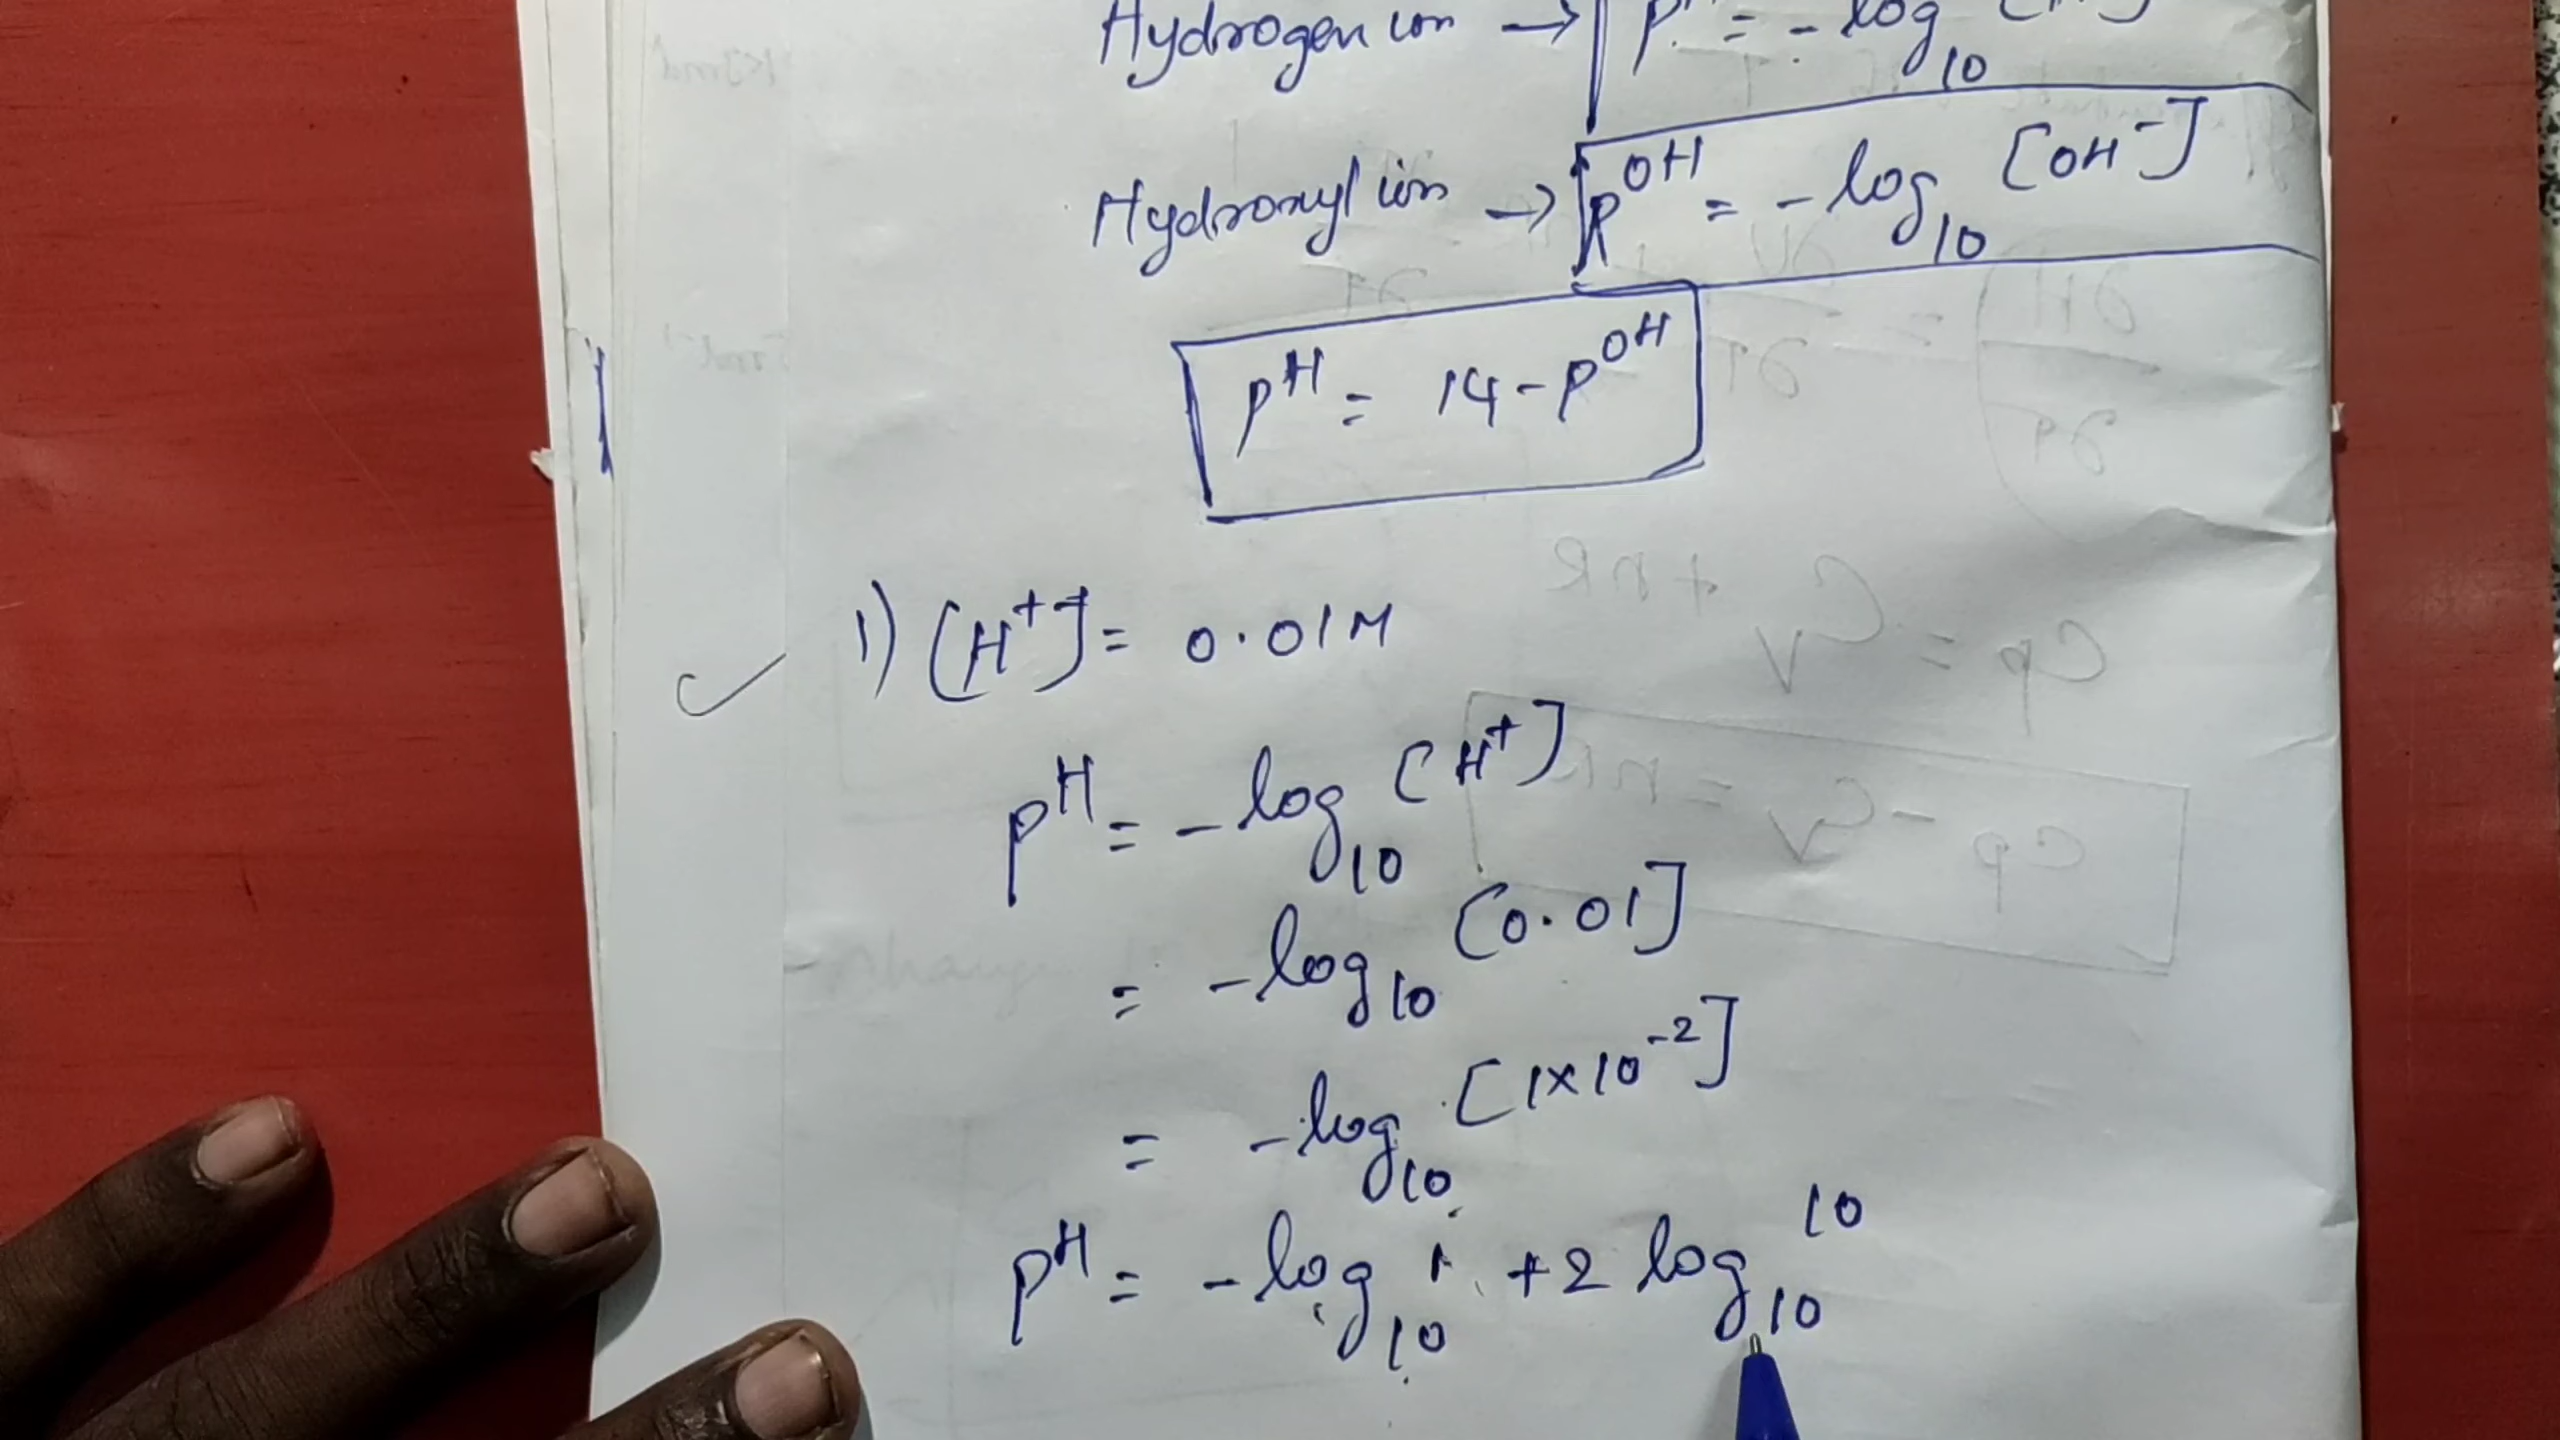 Hydrogen ion → pH = - log10 [H+]
Hydroxyl ion → pOH = - log10 [OH-]
pH = 14 - pOH
1) [H+] = 0.01M
pH = - log10 [H+]
= - log10 [0.01]
= - log10 [1×10-2]
pH = - log10 1 + 2 log10 10